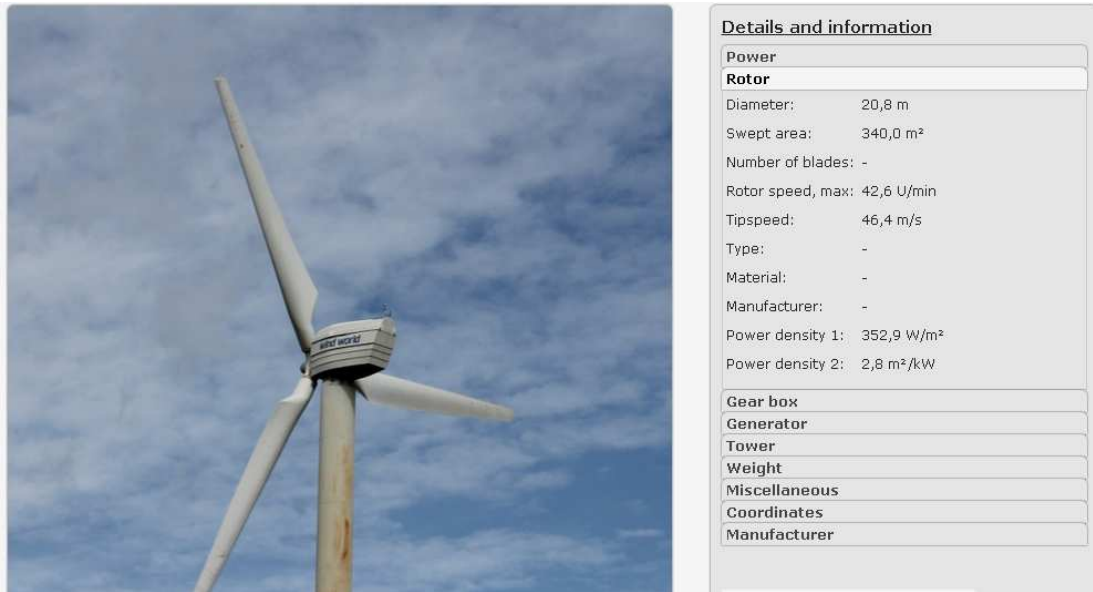 wind world
Details and information
Power
Rotor
Diameter: 20,8 m
Swept area: 340,0 m²
Number of blades: -
Rotor speed, max: 42,6 U/min
Tipspeed: 46,4 m/s
Type: -
Material: -
Manufacturer: -
Power density 1: 352,9 W/m²
Power density 2: 2,8 m²/kW
Gear box
Generator
Tower
Weight
Miscellaneous
Coordinates
Manufacturer